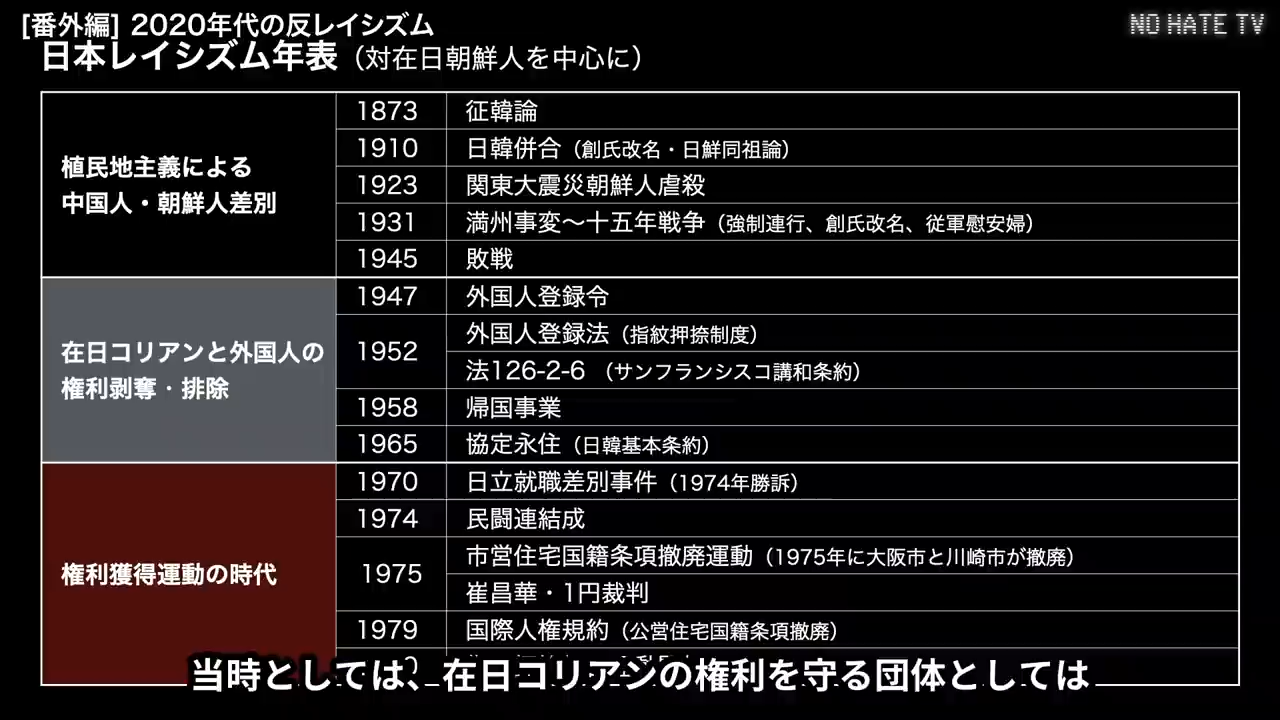 [番外編] 2020年代の反レイシズム
NO HATE TV
日本レイシズム年表（対在日朝鮮人を中心に）
植民地主義による
中国人・朝鮮人差別
1873 征韓論
1910 日韓併合（創氏改名・日鮮同祖論）
1923 関東大震災朝鮮人虐殺
1931 満州事変〜十五年戦争（強制連行、創氏改名、従軍慰安婦）
1945 敗戦
在日コリアンと外国人の
権利剥奪・排除
1947 外国人登録令
1952 外国人登録法（指紋押捺制度）
法126-2-6（サンフランシスコ講和条約）
1958 帰国事業
1965 協定永住（日韓基本条約）
権利獲得運動の時代
1970 日立就職差別事件（1974年勝訴）
1974 民闘連結成
1975 市営住宅国籍条項撤廃運動（1975年に大阪市と川崎市が撤廃）
崔昌華・1円裁判
1979 国際人権規約（公営住宅国籍条項撤廃）
当時としては、在日コリアンの権利を守る団体としては